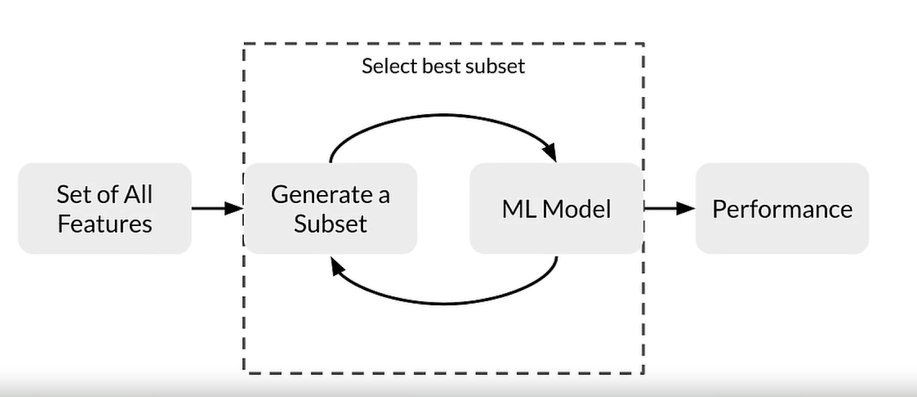 Select best subset
Set of All
Features
Generate a
Subset
ML Model
Performance